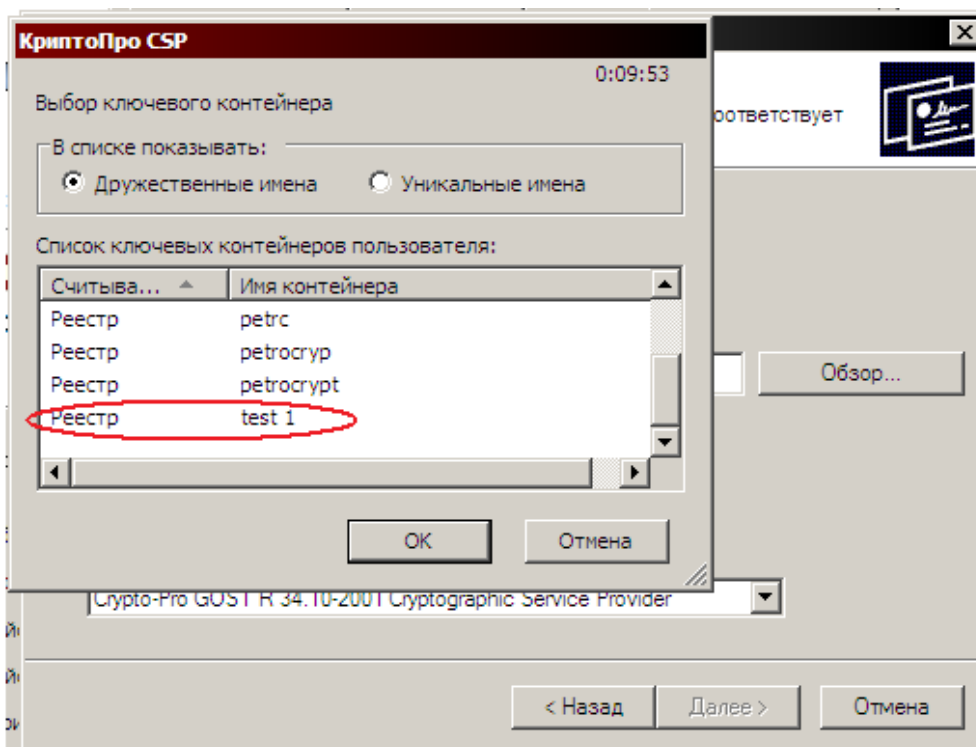 КриптоПро CSP
0:09:53
Выбор ключевого контейнера
оответствует
В списке показывать:
Дружественные имена Уникальные имена
Список ключевых контейнеров пользователя:
Считыва... Имя контейнера
Реестр petrc
Реестр petrocryp
Реестр petrocrypt
Обзор...
Реестр test 1
OK Отмена
Crypto-Pro GOST R 34.10-2001 Cryptographic Service Provider
< Назад Далее > Отмена